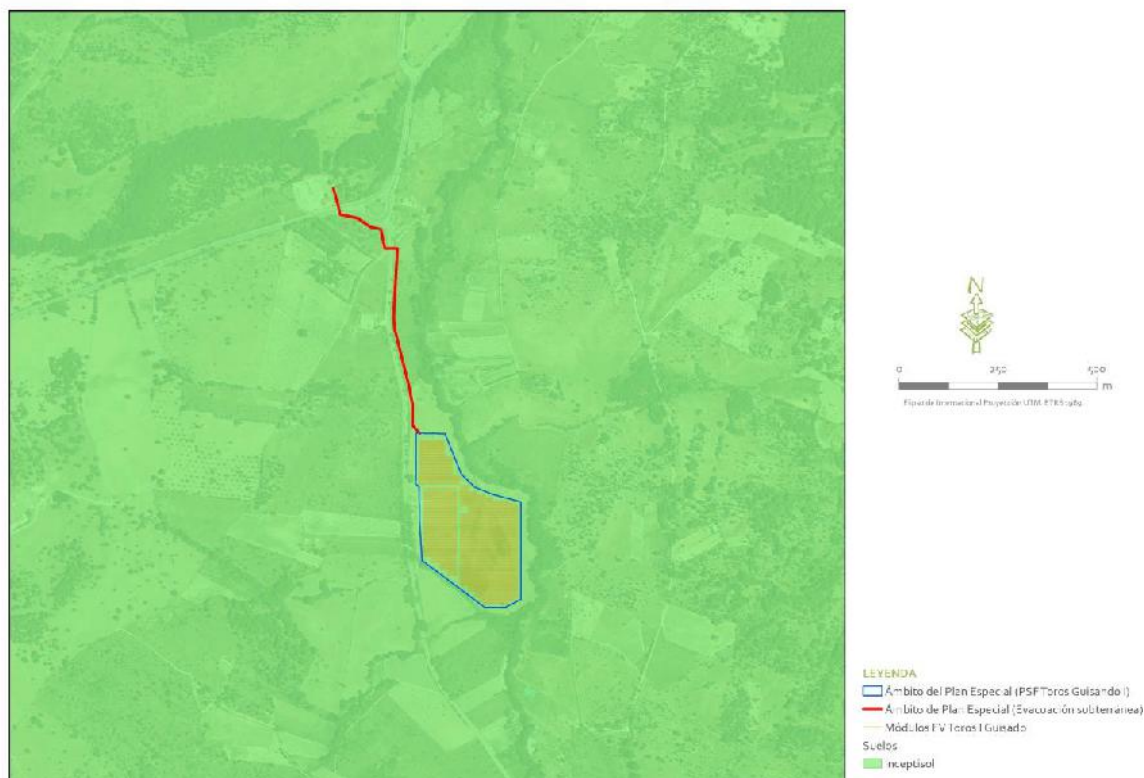 N
0 250 500
m
LEYENDA
Ámbito del Plan Especial (PSF Toros Guisando I)
Ámbito de Plan Especial (Evacuación subterránea)
Módulos FV Toros I Guisado
Suelos
Inceptisol